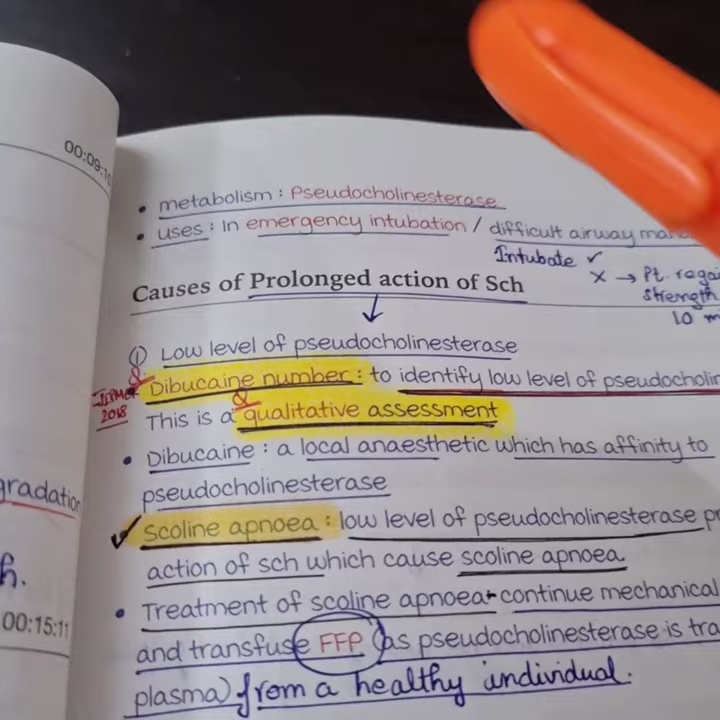 00:09:1
metabolism : Pseudocholinesterase
uses : In emergency intubation / difficult airway
Intubate ✓
x → Pt. regai
strength
10 m
Causes of Prolonged action of Sch
① Low level of pseudocholinesterase
Dibucaine number : to identify low level of pseudocholin
2018
This is a qualitative assessment
Dibucaine : a local anaesthetic which has affinity to
pseudocholinesterase
gradation
Scoline apnoea : low level of pseudocholinesterase pr
action of sch which cause scoline apnoea.
h.
Treatment of scoline apnoea - continue mechanical
00:15:11
and transfuse FFP (as pseudocholinesterase is tra
plasma) from a healthy individual.